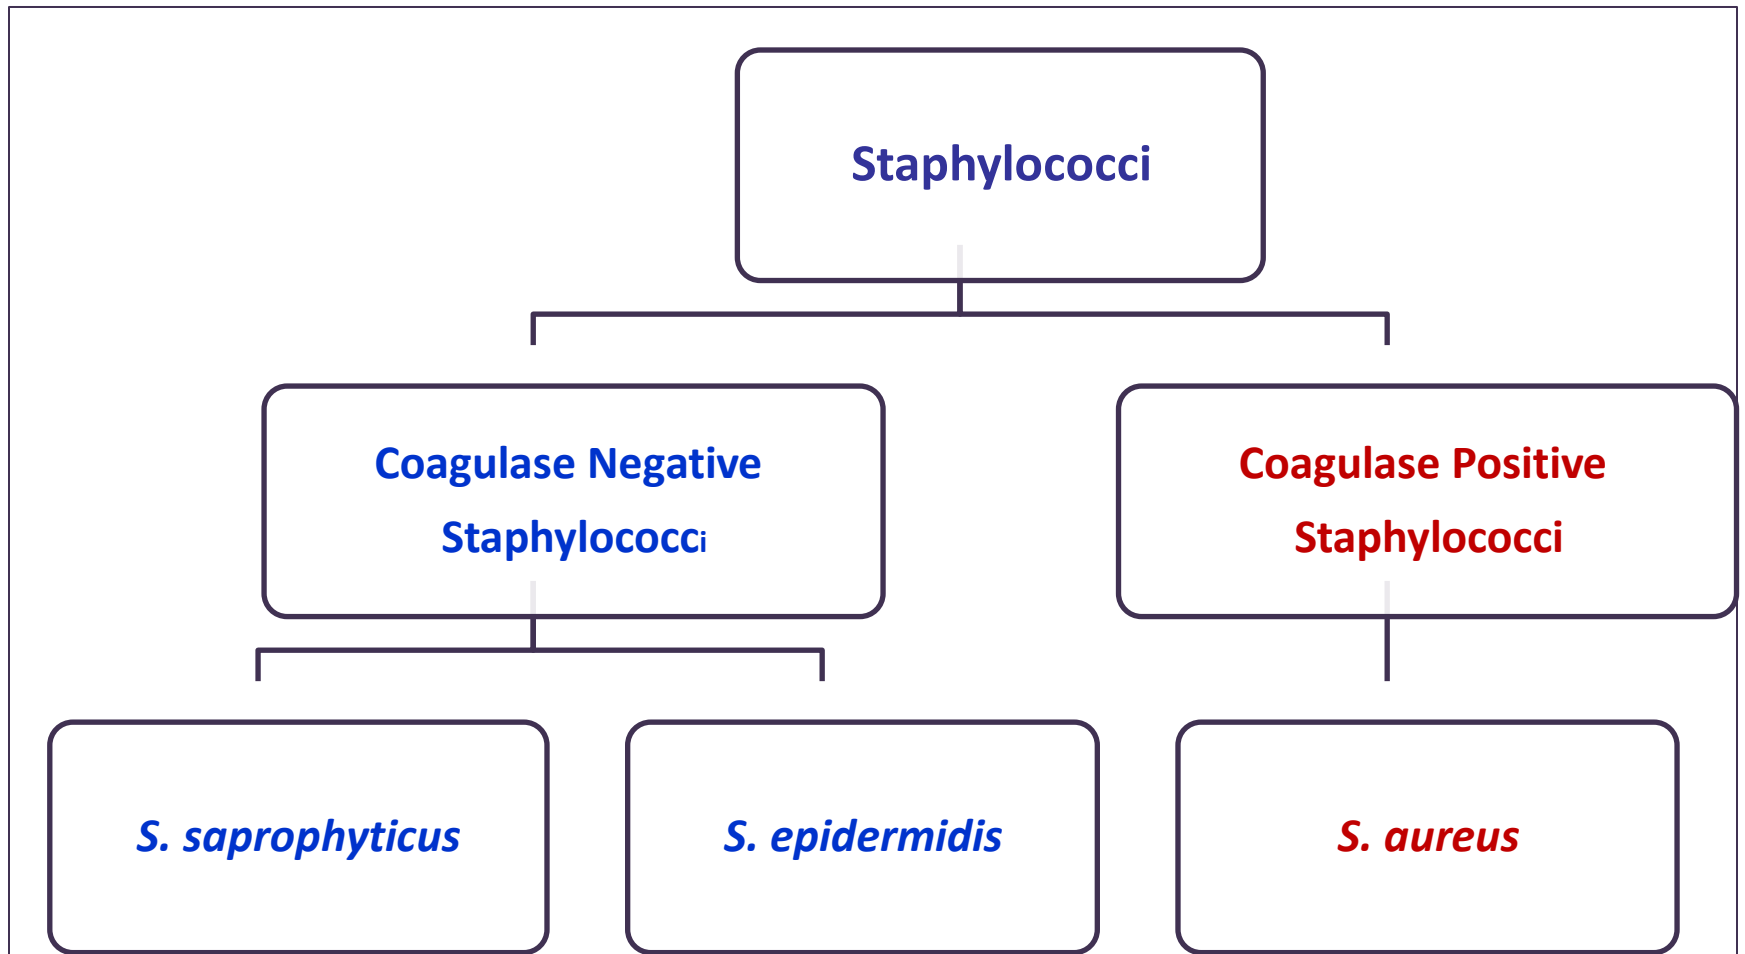 Staphylococci
Coagulase Negative
Staphylococci
Coagulase Positive
Staphylococci
S. saprophyticus
S. epidermidis
S. aureus